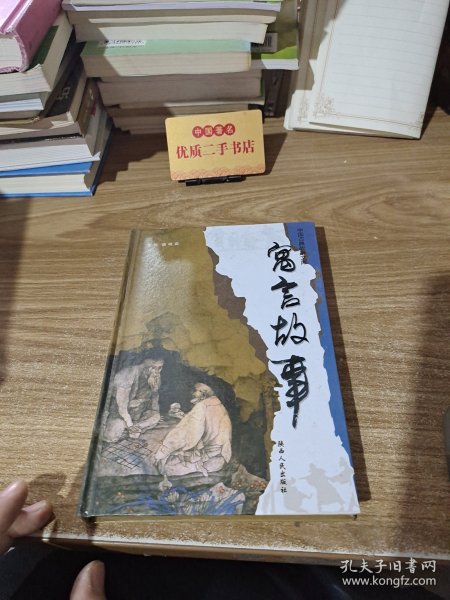 中国著名
优质二手书店
寓言故事
陕西人民出版社
孔夫子旧书网
www.kongfz.com